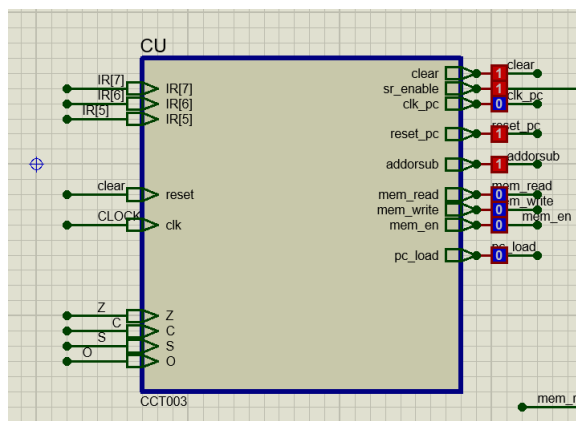 CU
IR[7] IR[7] clear 1 clear
IR[6] IR[6] sr_enable 1
IR[5] IR[5] clk_pc 0 clk_pc
reset_pc 1 reset_pc
addorsub 1 addorsub
clear reset mem_read 0 mem_read
mem_write 0 mem_write
CLOCK clk mem_en 0 mem_en
pc_load 0 pc_load
Z Z
C C
S S
O O
CCT003